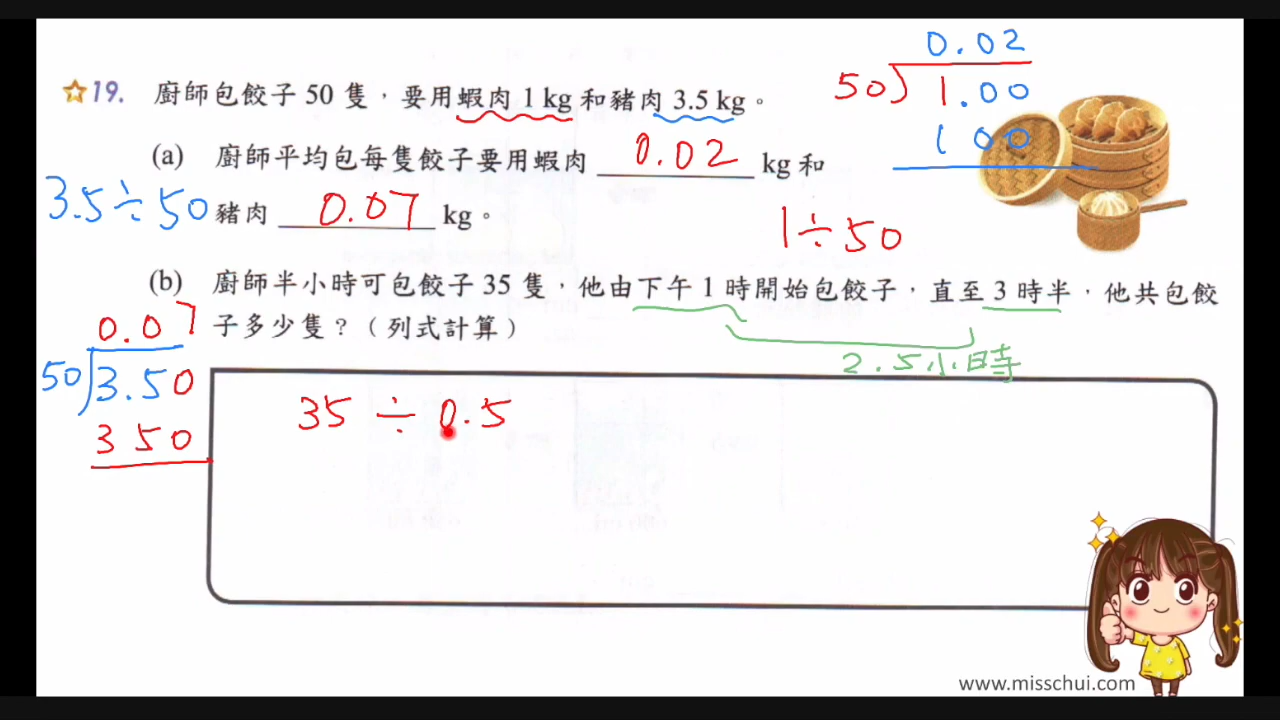 0.02
19. 廚師包餃子 50 隻，要用蝦肉 1 kg 和豬肉 3.5 kg。
50 1.00
100
(a) 廚師平均包每隻餃子要用蝦肉 0.02 kg 和
3.5÷50 豬肉 0.07 kg。
1÷50
(b) 廚師半小時可包餃子 35 隻，他由下午 1 時開始包餃子，直至 3 時半，他共包餃
子多少隻？（列式計算）
2.5小時
0.07
50 3.50
350
35 ÷ 0.5
www.misschui.com